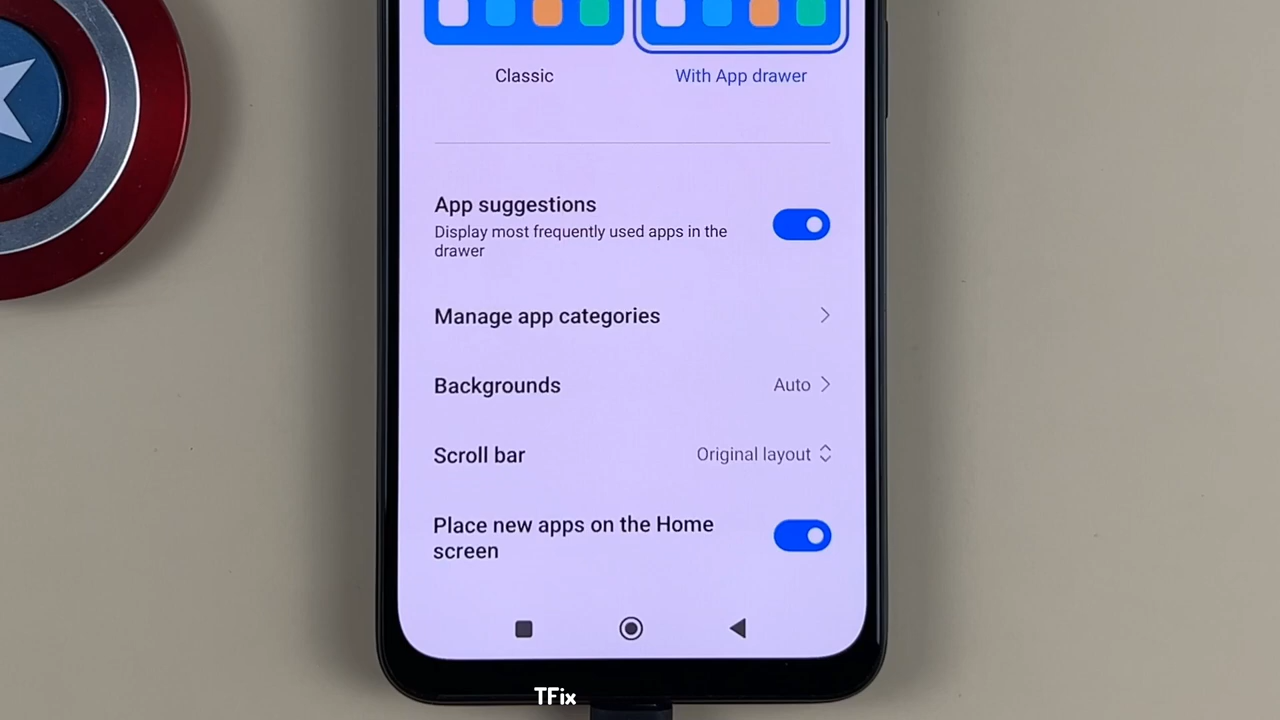 Classic
With App drawer
App suggestions
Display most frequently used apps in the
drawer
Manage app categories
Backgrounds
Auto
Scroll bar
Original layout
Place new apps on the Home
screen
TFix